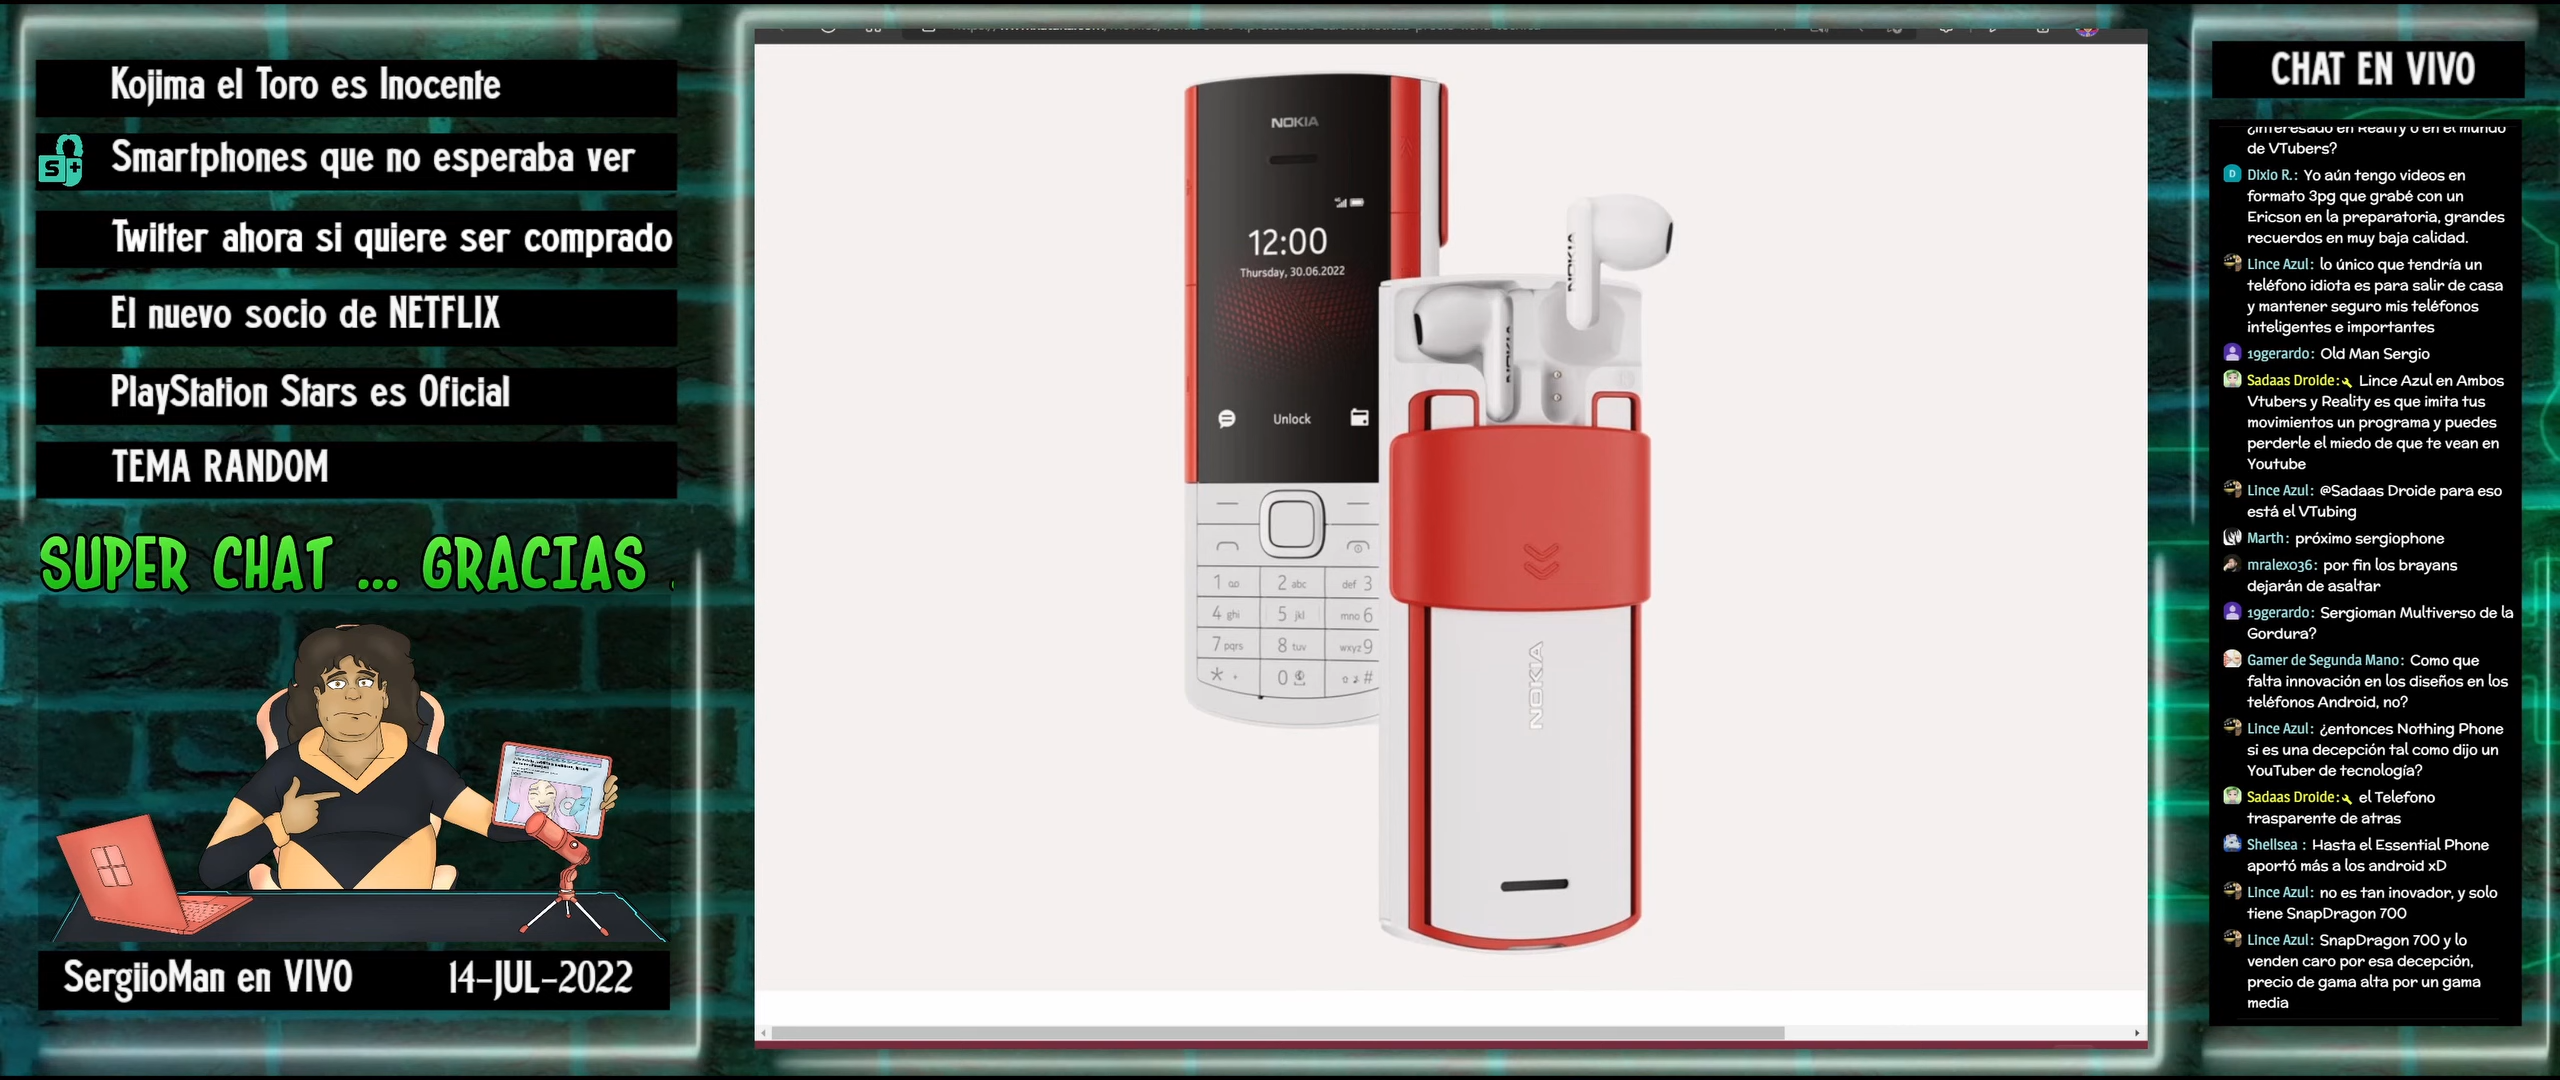 Kojima el Toro es Inocente
S+
Smartphones que no esperaba ver
Twitter ahora si quiere ser comprado
El nuevo socio de NETFLIX
PlayStation Stars es Oficial
TEMA RANDOM
SUPER CHAT ... GRACIAS
SergiioMan en VIVO
14-JUL-2022
NOKIA
12:00
Thursday, 30.06.2022
Unlock
1
2 abc
def 3
4 ghi
5 jkl
mno 6
7 pqrs
8 tuv
wxyz 9
* +
0
#
NOKIA
NOKIA
NOKIA
CHAT EN VIVO
¿interesado en Reality o en el mundo
de VTubers?
D
Dixio R.: Yo aún tengo videos en
formato 3pg que grabé con un
Ericson en la preparatoria, grandes
recuerdos en muy baja calidad.
Lince Azul: lo único que tendría un
teléfono idiota es para salir de casa
y mantener seguro mis teléfonos
inteligentes e importantes
19gerardo: Old Man Sergio
Sadaas Droide: Lince Azul en Ambos
Vtubers y Reality es que imita tus
movimientos un programa y puedes
perderle el miedo de que te vean en
Youtube
Lince Azul: @Sadaas Droide para eso
está el VTubing
Marth: próximo sergiophone
mralex036: por fin los brayans
dejarán de asaltar
19gerardo: Sergioman Multiverso de la
Gordura?
Gamer de Segunda Mano: Como que
falta innovación en los diseños en los
teléfonos Android, no?
Lince Azul: ¿entonces Nothing Phone
si es una decepción tal como dijo un
YouTuber de tecnología?
Sadaas Droide: el Telefono
trasparente de atras
Shellsea : Hasta el Essential Phone
aportó más a los android xD
Lince Azul: no es tan inovador, y solo
tiene SnapDragon 700
Lince Azul: SnapDragon 700 y lo
venden caro por esa decepción,
precio de gama alta por un gama
media